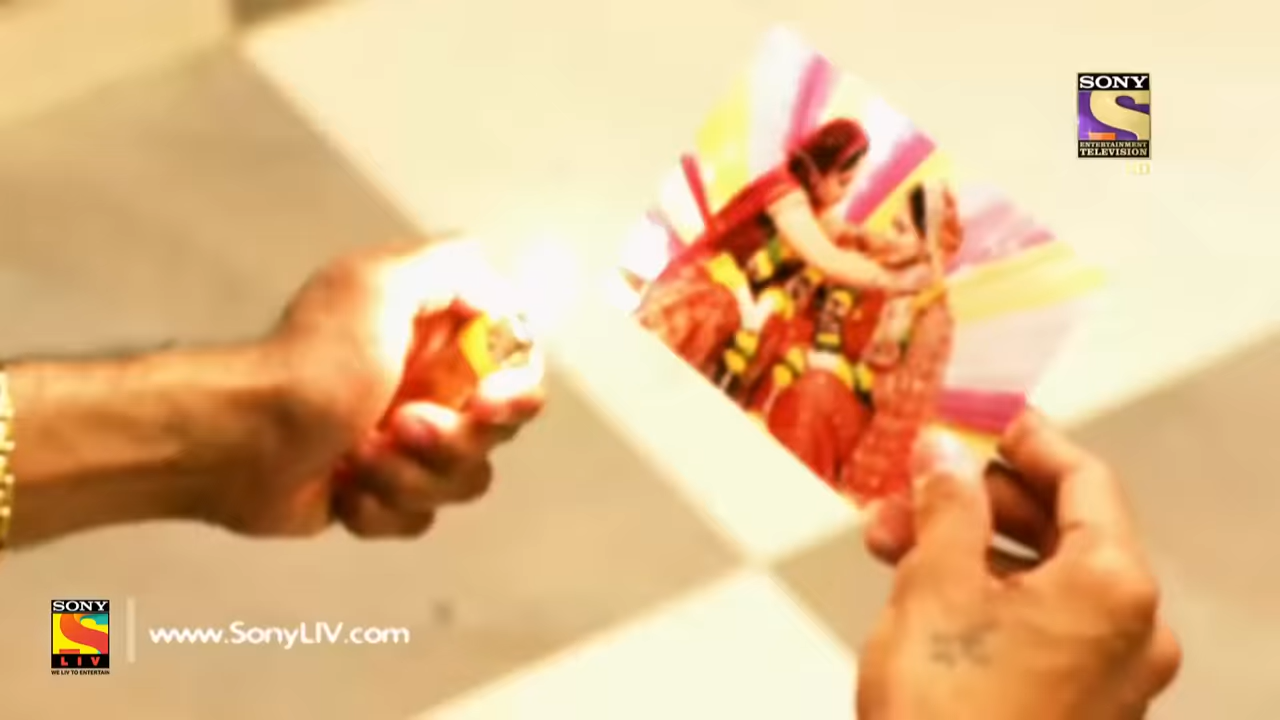 SONY
ENTERTAINMENT
TELEVISION
SONY
LIV
WE LIV TO ENTERTAIN
www.SonyLIV.com